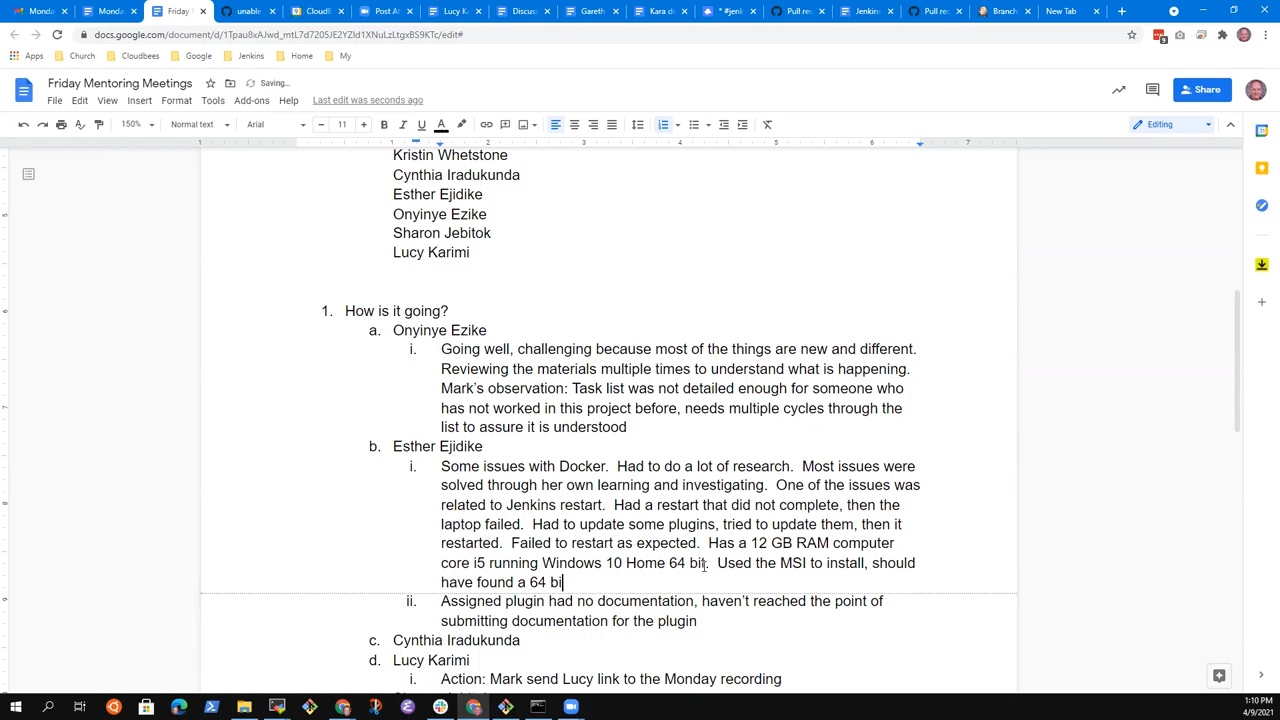 Monda
Monda
Friday
unable
CloudB
Post A
Lucy K
Discus
Gareth
Kara d
* #jenk
Pull re
Jenkins
Pull re
Branche
New Tab
docs.google.com/document/d/1Tpau8xAJwd_mtL7d7205JE2YZId1XNuLzLtgxBS9KTc/edit#
Apps
Church
Cloudbees
Google
Jenkins
Home
My
Friday Mentoring Meetings
Saving...
File Edit View Insert Format Tools Add-ons Help Last edit was seconds ago
Share
150% Normal text Arial 11 Editing
Kristin Whetstone
Cynthia Iradukunda
Esther Ejidike
Onyinye Ezike
Sharon Jebitok
Lucy Karimi
1. How is it going?
a. Onyinye Ezike
i. Going well, challenging because most of the things are new and different.
Reviewing the materials multiple times to understand what is happening.
Mark's observation: Task list was not detailed enough for someone who
has not worked in this project before, needs multiple cycles through the
list to assure it is understood
b. Esther Ejidike
i. Some issues with Docker. Had to do a lot of research. Most issues were
solved through her own learning and investigating. One of the issues was
related to Jenkins restart. Had a restart that did not complete, then the
laptop failed. Had to update some plugins, tried to update them, then it
restarted. Failed to restart as expected. Has a 12 GB RAM computer
core i5 running Windows 10 Home 64 bit. Used the MSI to install, should
have found a 64 bi
ii. Assigned plugin had no documentation, haven't reached the point of
submitting documentation for the plugin
c. Cynthia Iradukunda
d. Lucy Karimi
i. Action: Mark send Lucy link to the Monday recording
1:10 PM
4/9/2021